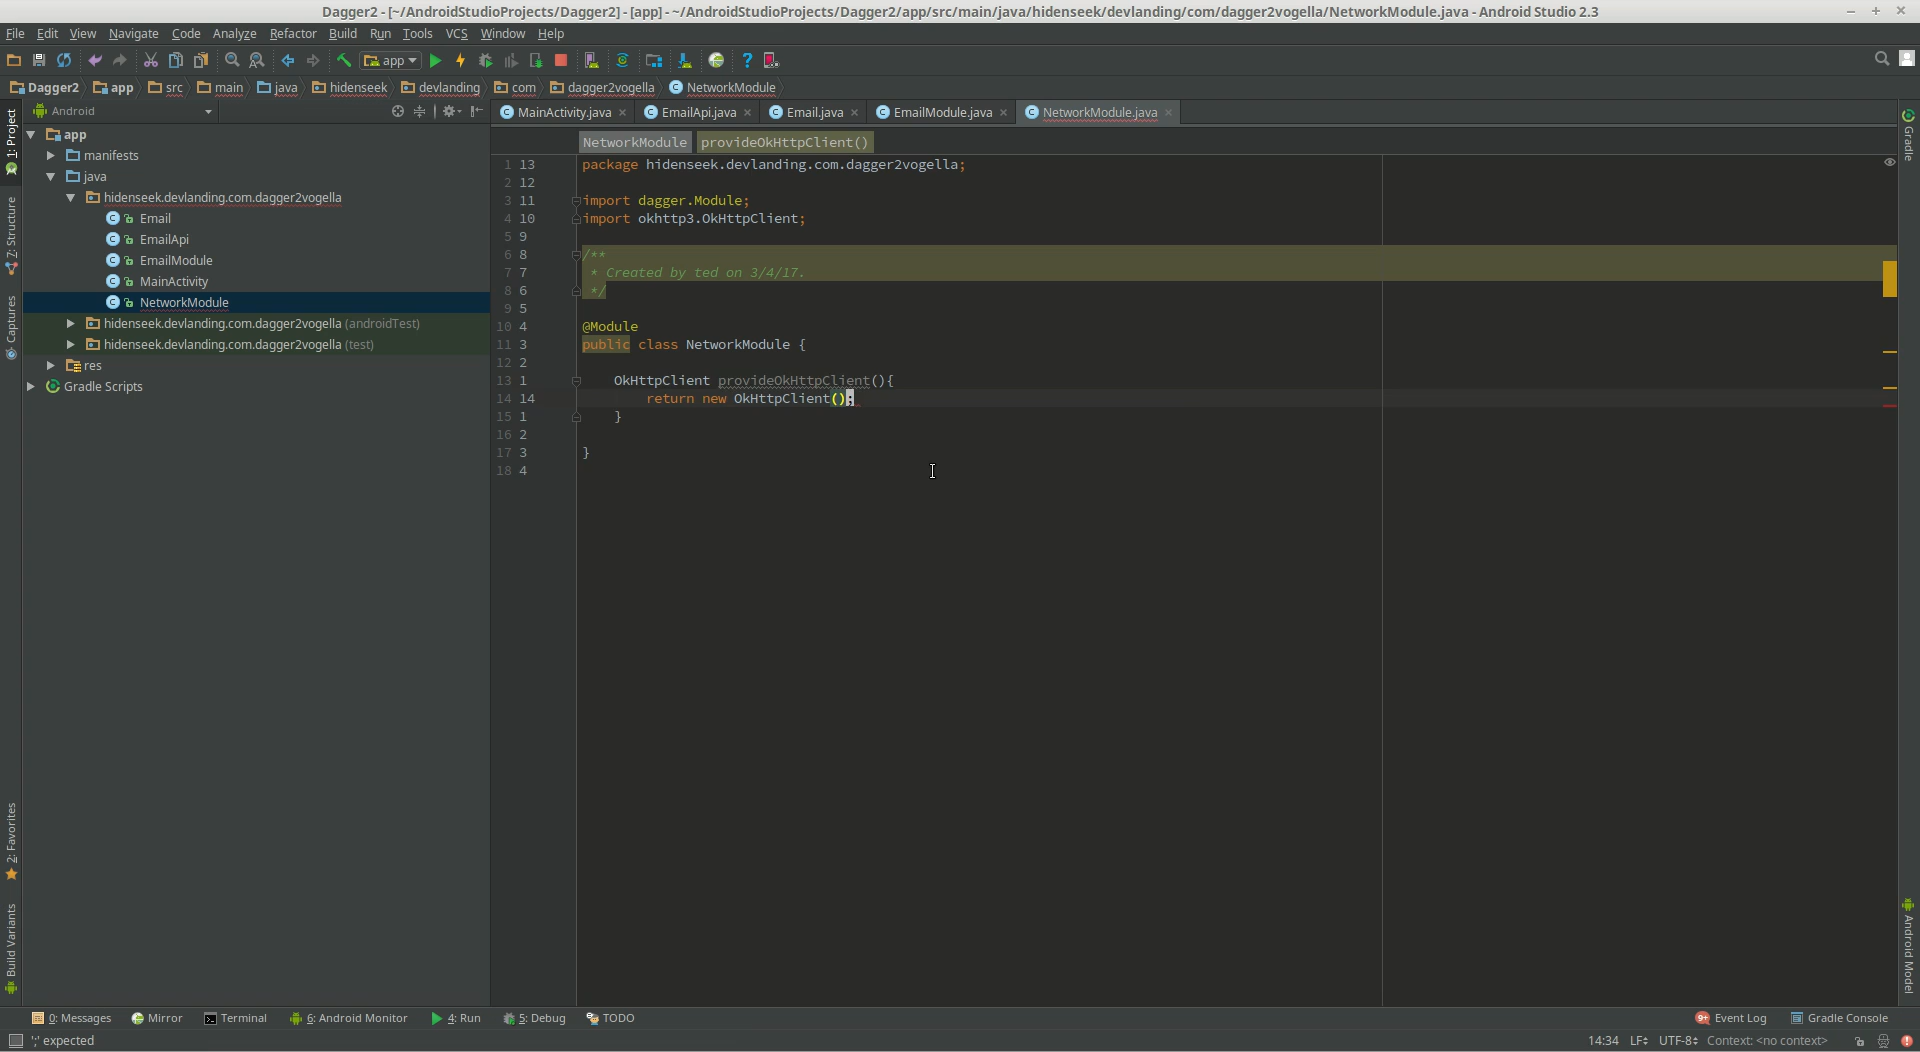 Dagger2 - [~/AndroidStudioProjects/Dagger2] - [app] - ~/AndroidStudioProjects/Dagger2/app/src/main/java/hidenseek/devlanding/com/dagger2vogella/NetworkModule.java - Android Studio 2.3
File Edit View Navigate Code Analyze Refactor Build Run Tools VCS Window Help
app
Dagger2 app src main java hidenseek devlanding com dagger2vogella NetworkModule
Android
MainActivity.java EmailApi.java Email.java EmailModule.java NetworkModule.java
NetworkModule provideOkHttpClient()
1: Project
7: Structure
Captures
2: Favorites
Build Variants
app
manifests
java
hidenseek.devlanding.com.dagger2vogella
Email
EmailApi
EmailModule
MainActivity
NetworkModule
hidenseek.devlanding.com.dagger2vogella (androidTest)
hidenseek.devlanding.com.dagger2vogella (test)
res
Gradle Scripts
1 13 package hidenseek.devlanding.com.dagger2vogella;
2 12
3 11 import dagger.Module;
4 10 import okhttp3.OkHttpClient;
5 9
6 8 /**
7 7 * Created by ted on 3/4/17.
8 6 */
9 5
10 4 @Module
11 3 public class NetworkModule {
12 2
13 1 OkHttpClient provideOkHttpClient(){
14 14 return new OkHttpClient();
15 1 }
16 2
17 3 }
18 4
Gradle
Android Model
0: Messages Mirror Terminal 6: Android Monitor 4: Run 5: Debug TODO 9+ Event Log Gradle Console
';' expected 14:34 LF UTF-8 Context: <no context>